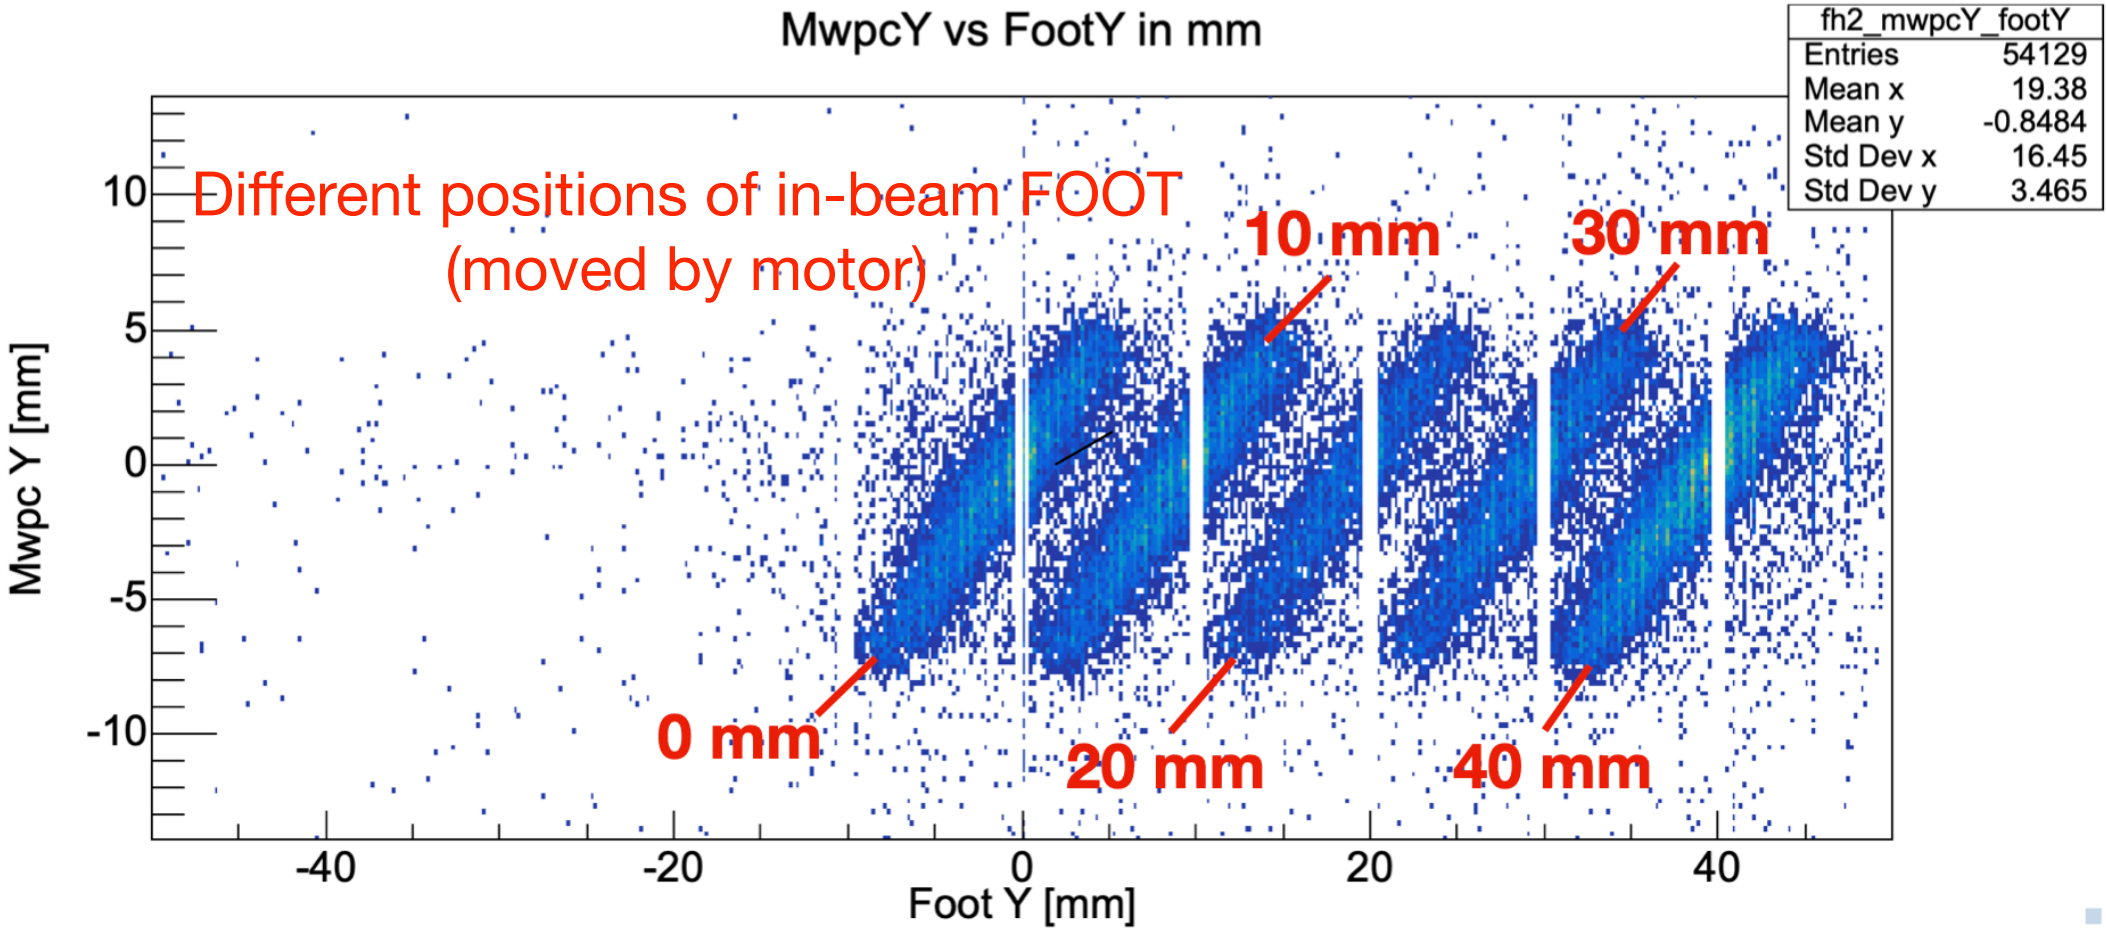 MwpcY vs FootY in mm
fh2_mwpcY_footY
Entries 54129
Mean x 19.38
Mean y -0.8484
Std Dev x 16.45
Std Dev y 3.465
Different positions of in-beam FOOT
(moved by motor)
10 mm
30 mm
0 mm
20 mm
40 mm
Mwpc Y [mm]
10
5
0
-5
-10
-40 -20 0 20 40
Foot Y [mm]